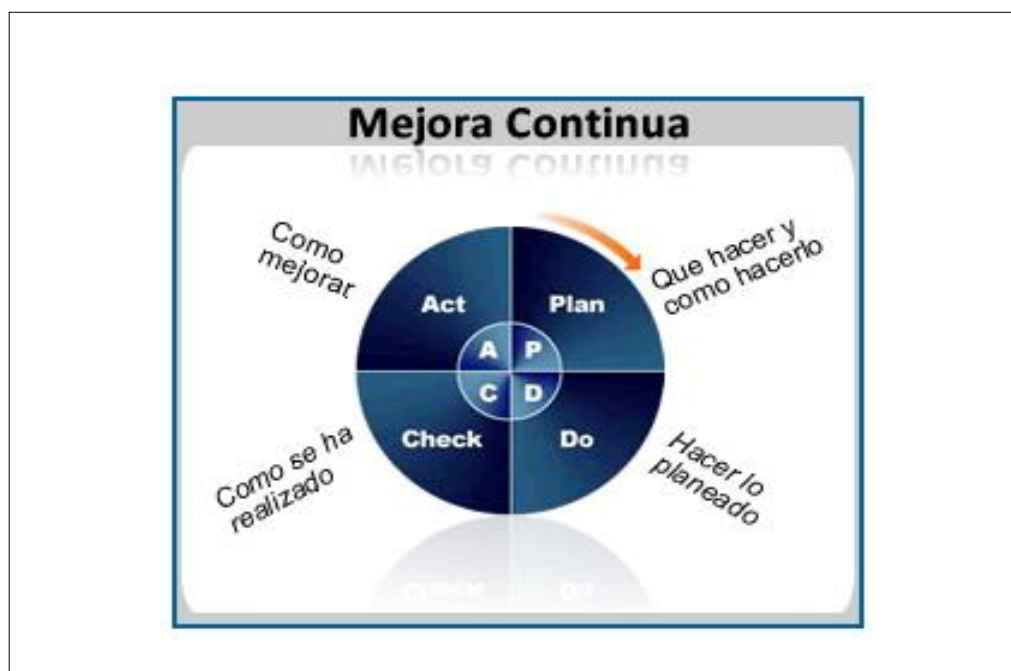 Mejora Continua
Como
mejorar
Que hacer y
como hacerlo
Act
Plan
A
P
C
D
Check
Do
Como se ha
realizado
Hacer lo
planeado